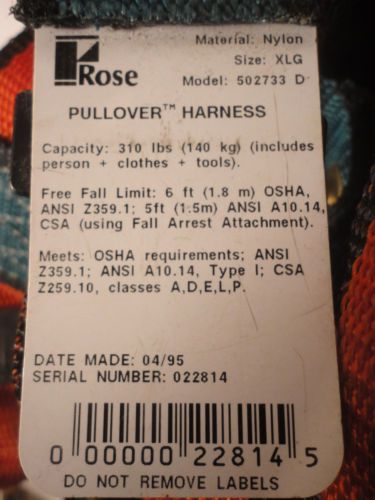 Rose
Material: Nylon
Size: XLG
Model: 502733 D
PULLOVER™ HARNESS
Capacity: 310 lbs (140 kg) (includes
person + clothes + tools).
Free Fall Limit: 6 ft (1.8 m) OSHA,
ANSI Z359.1; 5ft (1.5m) ANSI A10.14,
CSA (using Fall Arrest Attachment).
Meets: OSHA requirements; ANSI
Z359.1; ANSI A10.14, Type I; CSA
Z259.10, classes A,D,E,L,P.
DATE MADE: 04/95
SERIAL NUMBER: 022814
0 00000 22814 5
DO NOT REMOVE LABELS